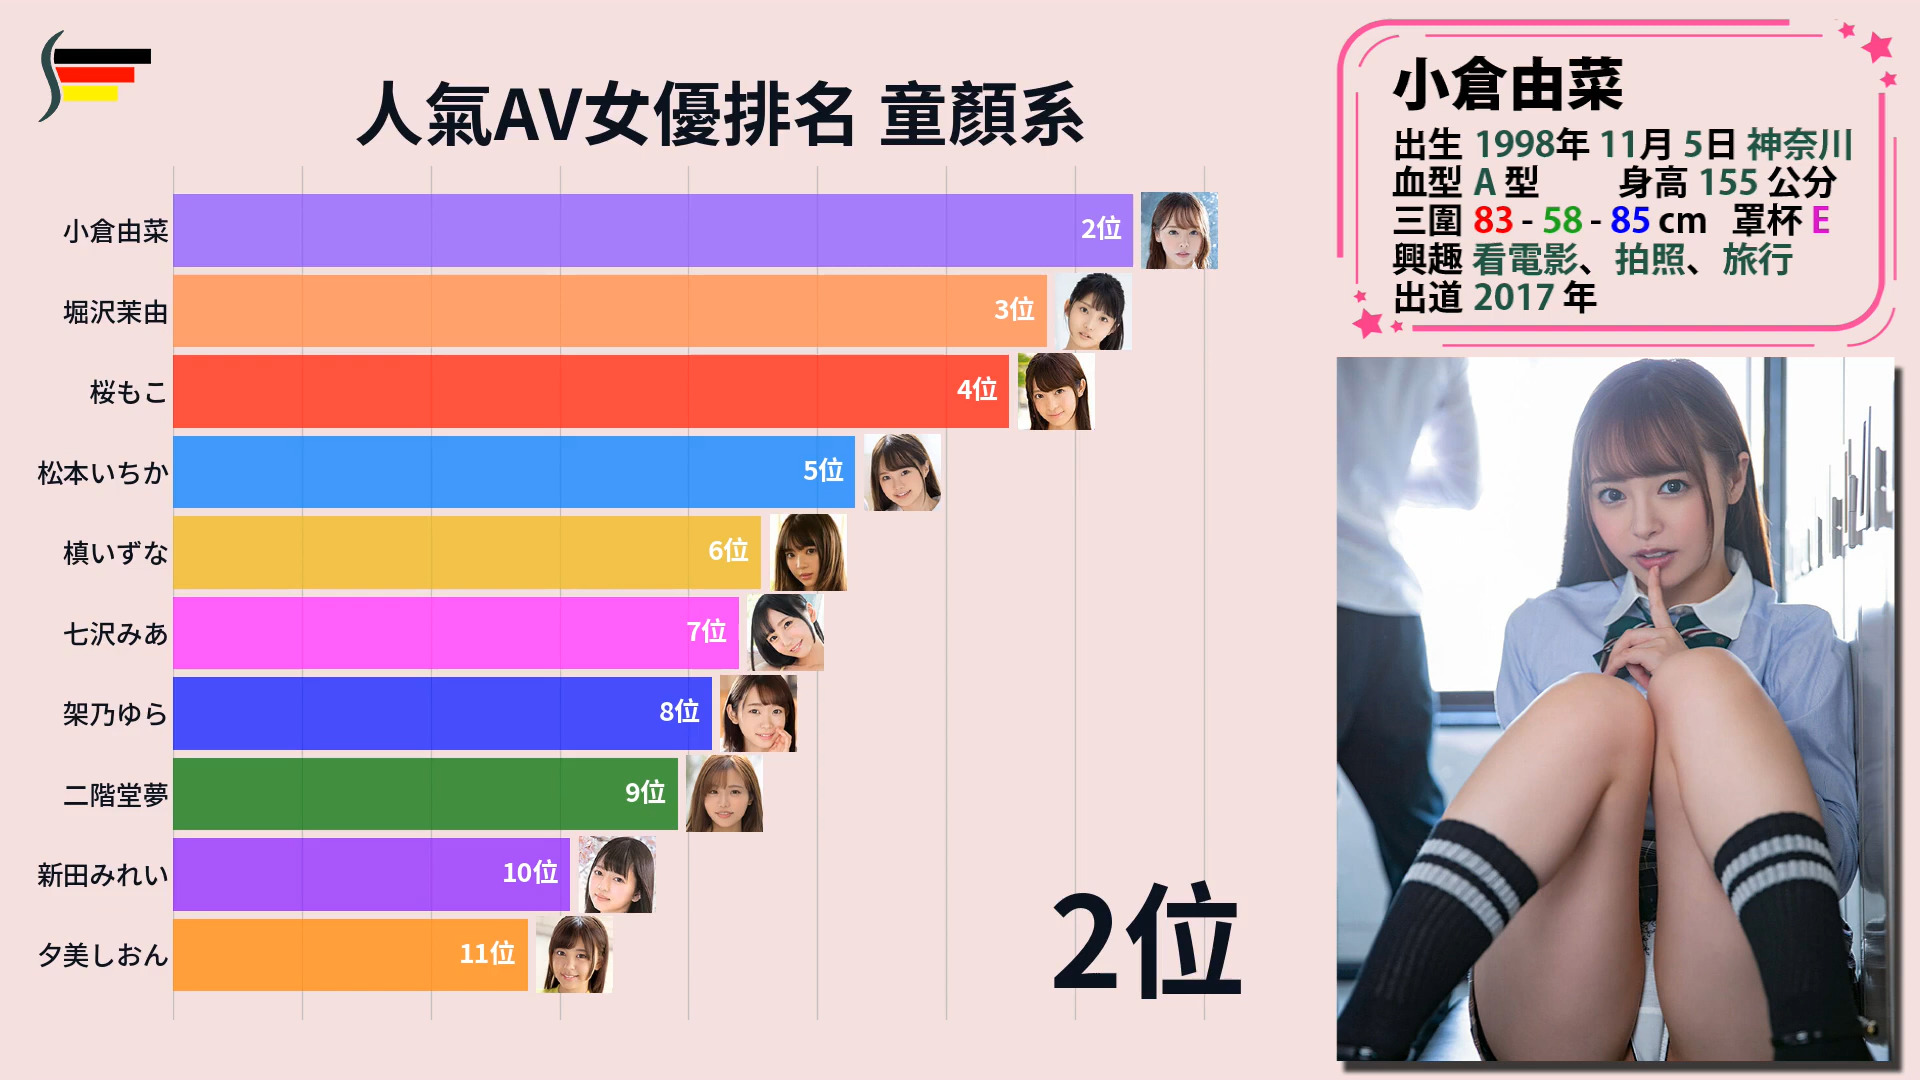 人氣AV女優排名 童顏系
小倉由菜 2位
堀沢茉由 3位
桜もこ 4位
松本いちか 5位
槙いずな 6位
七沢みあ 7位
架乃ゆら 8位
二階堂夢 9位
新田みれい 10位
夕美しおん 11位
2位
小倉由菜
出生 1998年 11月 5日 神奈川
血型 A 型 身高 155 公分
三圍 83 - 58 - 85 cm 罩杯 E
興趣 看電影、拍照、旅行
出道 2017 年